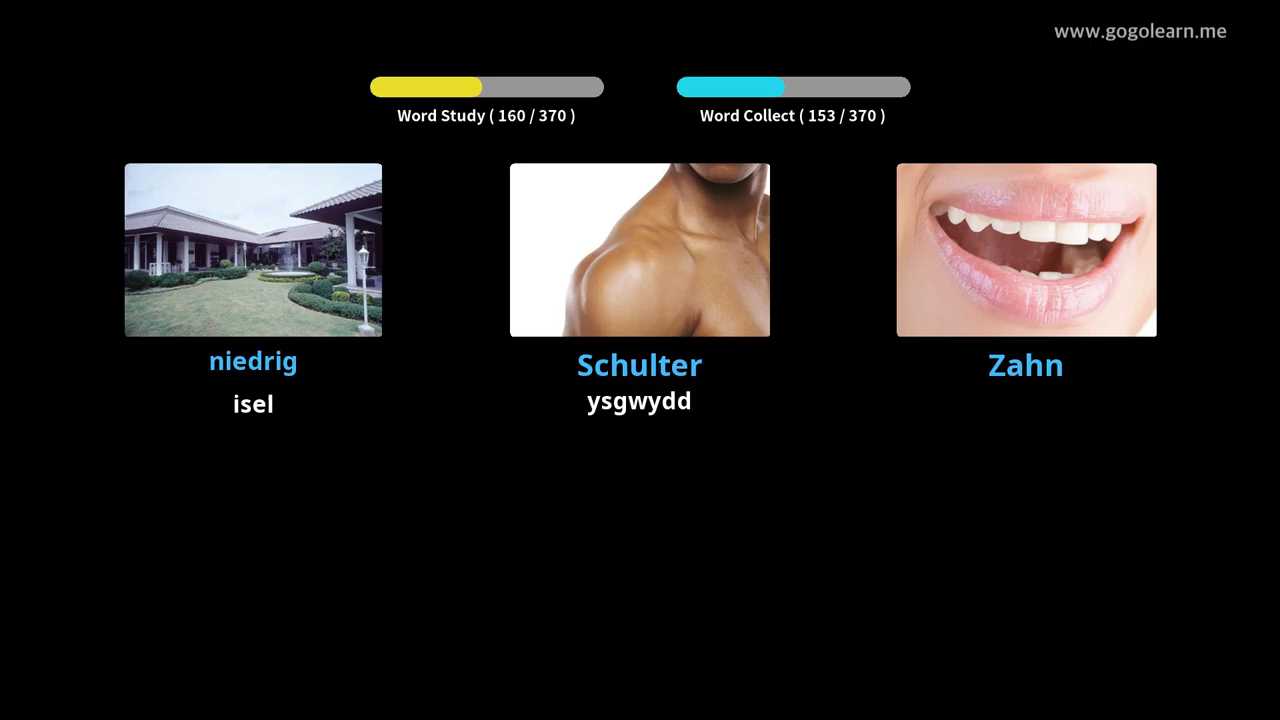 www.gogolearn.me
Word Study ( 160 / 370 )
Word Collect ( 153 / 370 )
niedrig
isel
Schulter
ysgwydd
Zahn